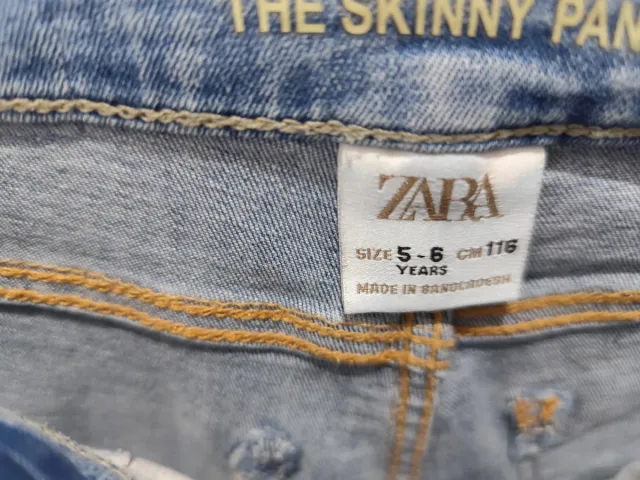 THE SKINNY PAN
ZARA
SIZE 5-6 CM 116
YEARS
MADE IN BANGLADESH